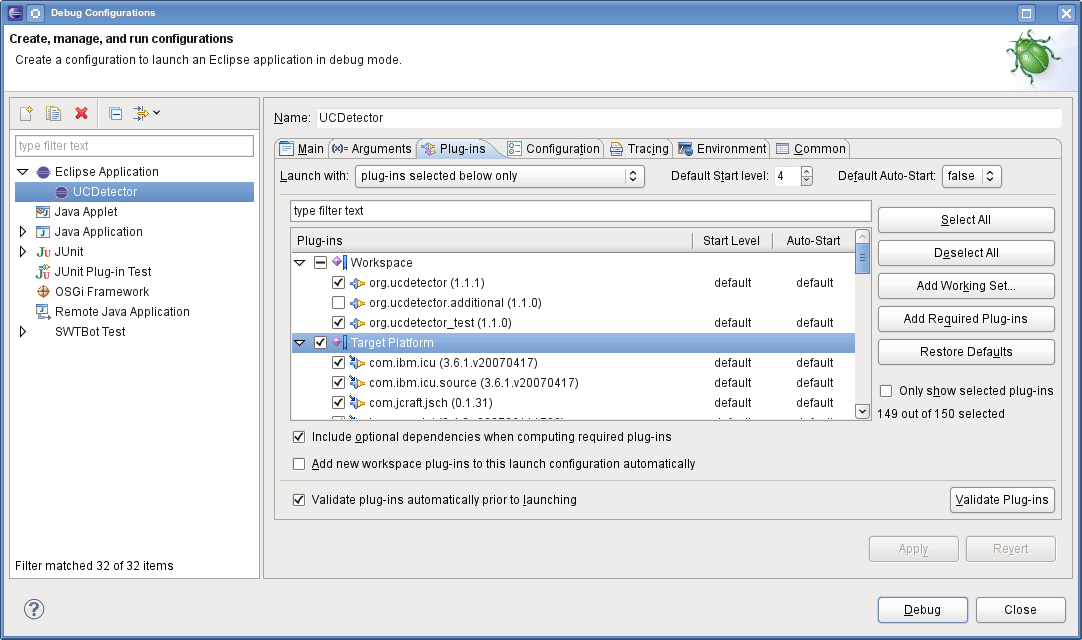 Debug Configurations
Create, manage, and run configurations
Create a configuration to launch an Eclipse application in debug mode.
type filter text
Eclipse Application
UCDetector
Java Applet
Java Application
JUnit
JUnit Plug-in Test
OSGi Framework
Remote Java Application
SWTBot Test
Filter matched 32 of 32 items
Name: UCDetector
Main (x)= Arguments Plug-ins Configuration Tracing Environment Common
Launch with: plug-ins selected below only Default Start level: 4 Default Auto-Start: false
type filter text
Plug-ins Start Level Auto-Start
Workspace
org.ucdetector (1.1.1) default default
org.ucdetector.additional (1.1.0)
org.ucdetector_test (1.1.0) default default
Target Platform
com.ibm.icu (3.6.1.v20070417) default default
com.ibm.icu.source (3.6.1.v20070417) default default
com.jcraft.jsch (0.1.31) default default
Select All
Deselect All
Add Working Set...
Add Required Plug-ins
Restore Defaults
Only show selected plug-ins
149 out of 150 selected
Include optional dependencies when computing required plug-ins
Add new workspace plug-ins to this launch configuration automatically
Validate plug-ins automatically prior to launching
Validate Plug-ins
Apply Revert
? Debug Close